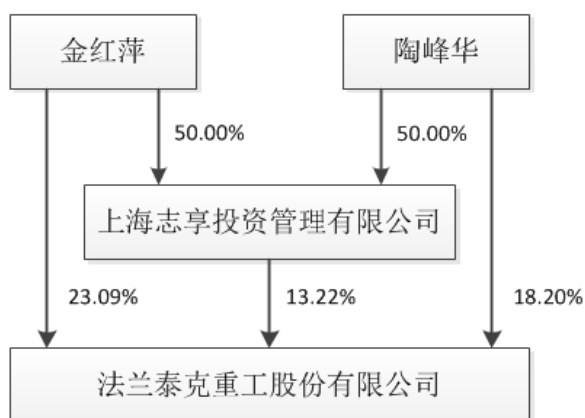 金红萍
陶峰华
50.00%
50.00%
上海志享投资管理有限公司
23.09%
13.22%
18.20%
法兰泰克重工股份有限公司